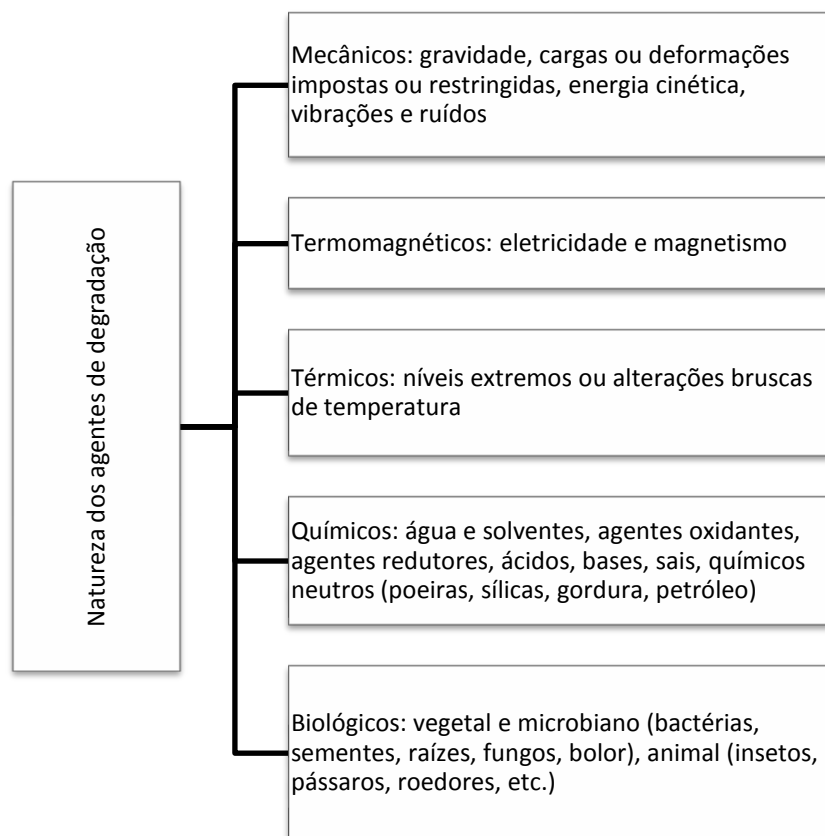 Natureza dos agentes de degradação
Mecânicos: gravidade, cargas ou deformações
impostas ou restringidas, energia cinética,
vibrações e ruídos
Termomagnéticos: eletricidade e magnetismo
Térmicos: níveis extremos ou alterações bruscas
de temperatura
Químicos: água e solventes, agentes oxidantes,
agentes redutores, ácidos, bases, sais, químicos
neutros (poeiras, sílicas, gordura, petróleo)
Biológicos: vegetal e microbiano (bactérias,
sementes, raízes, fungos, bolor), animal (insetos,
pássaros, roedores, etc.)